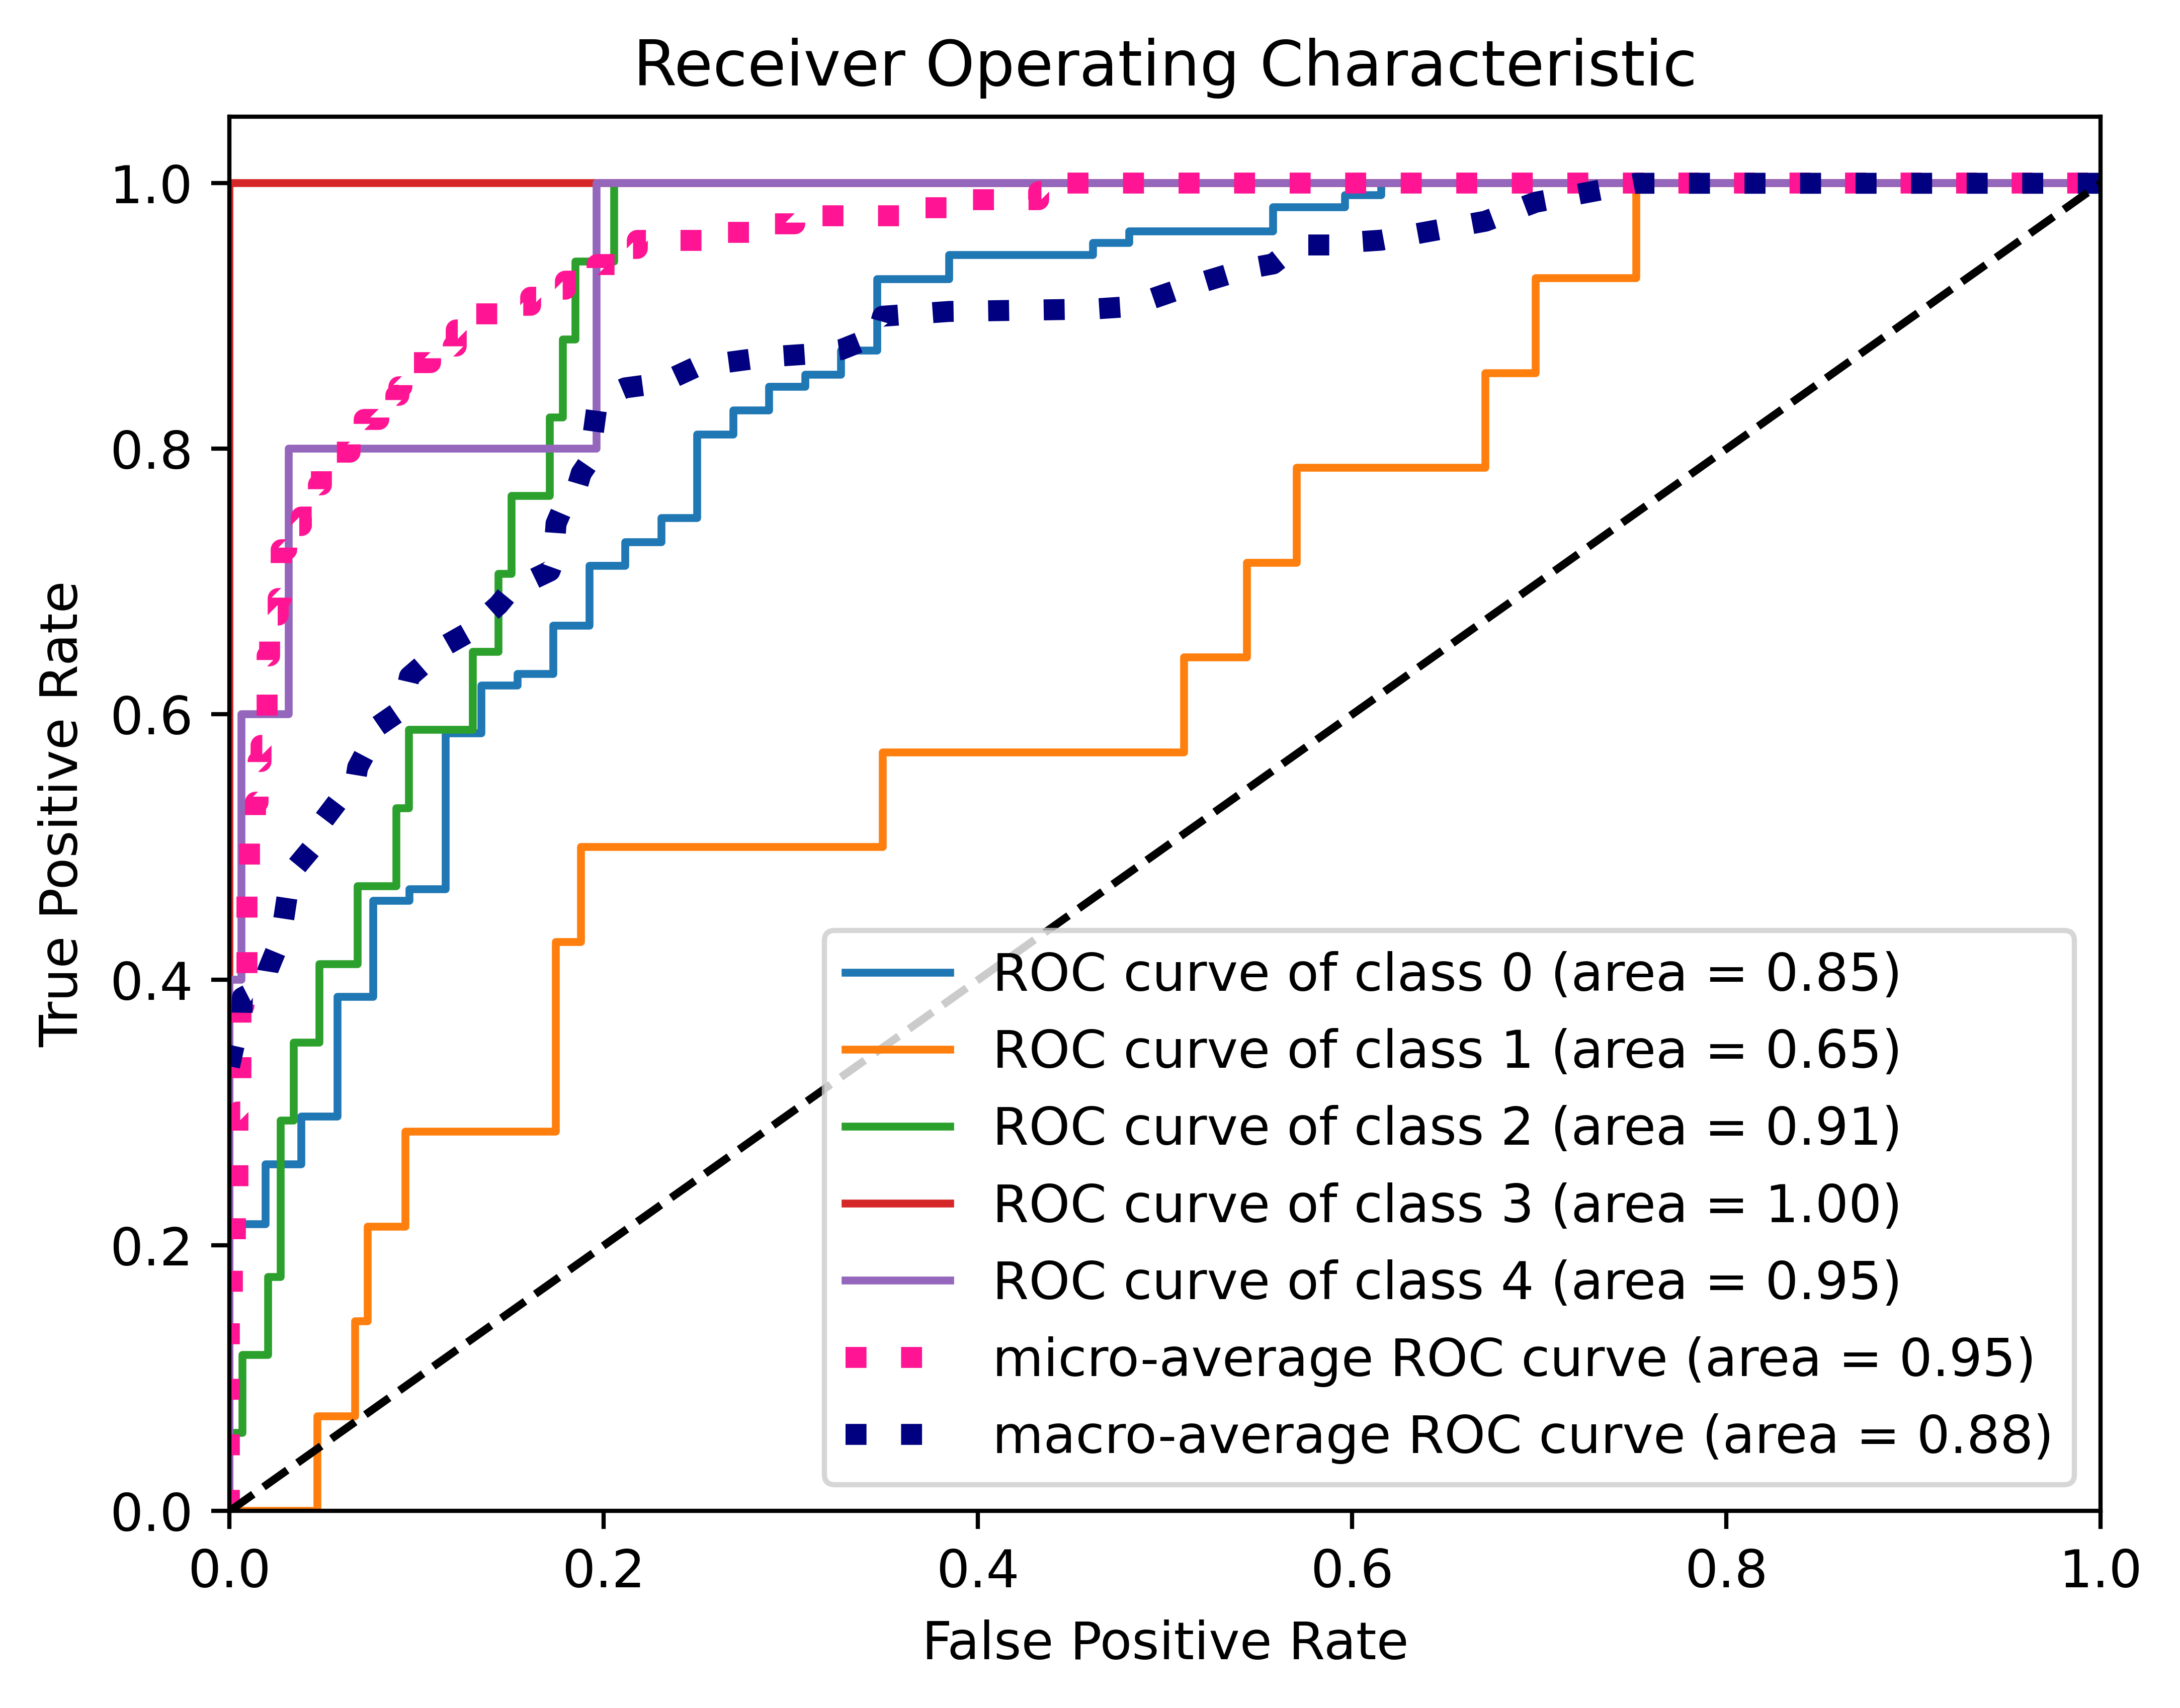 Receiver Operating Characteristic
True Positive Rate
1.0
0.8
0.6
0.4
0.2
0.0
ROC curve of class 0 (area = 0.85)
ROC curve of class 1 (area = 0.65)
ROC curve of class 2 (area = 0.91)
ROC curve of class 3 (area = 1.00)
ROC curve of class 4 (area = 0.95)
micro-average ROC curve (area = 0.95)
macro-average ROC curve (area = 0.88)
0.0 0.2 0.4 0.6 0.8 1.0
False Positive Rate